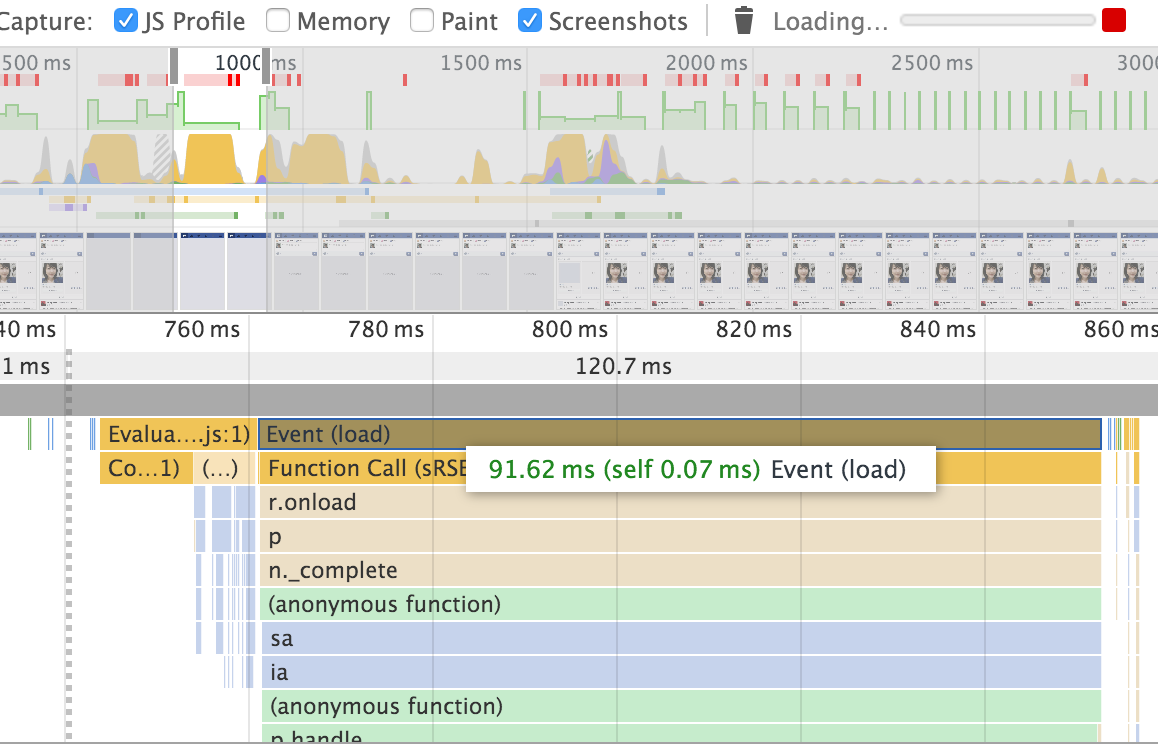 Capture: JS Profile Memory Paint Screenshots Loading...
500 ms 1000 ms 1500 ms 2000 ms 2500 ms 3000
40 ms 760 ms 780 ms 800 ms 820 ms 840 ms 860 ms
1 ms 120.7 ms
Evalua....js:1) Event (load)
Co...1) (...) Function Call (sRSE
91.62 ms (self 0.07 ms) Event (load)
r.onload
p
n._complete
(anonymous function)
sa
ia
(anonymous function)
p.handle